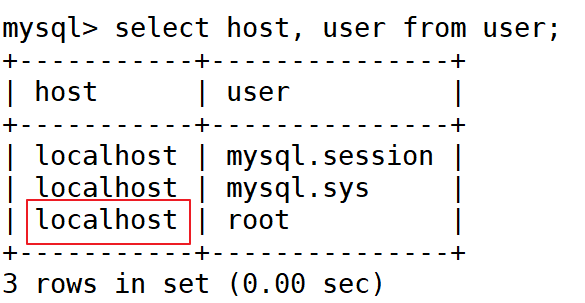 mysql> select host, user from user;
+-----------+---------------+
| host      | user          |
+-----------+---------------+
| localhost | mysql.session |
| localhost | mysql.sys     |
| localhost | root          |
+-----------+---------------+
3 rows in set (0.00 sec)